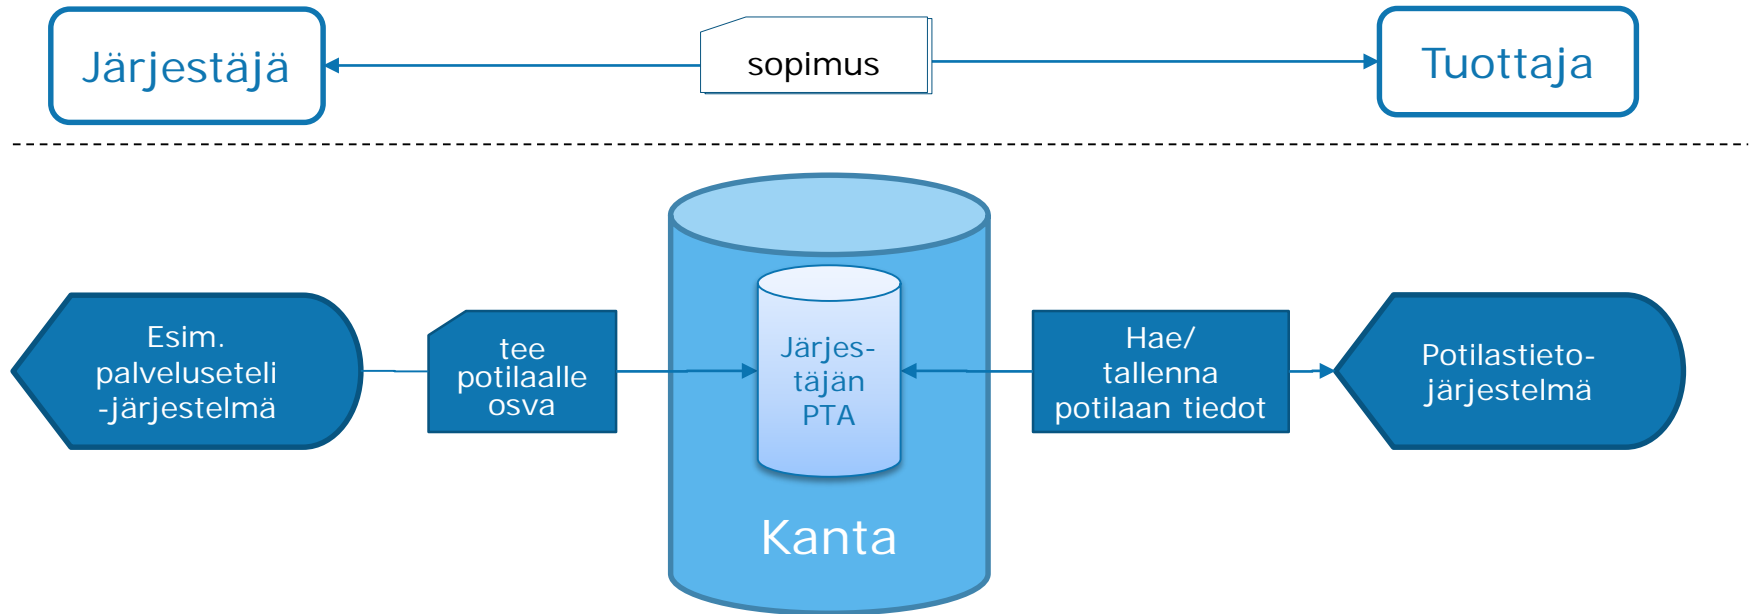 Järjestäjä
sopimus
Tuottaja
Esim.
palveluseteli
-järjestelmä
tee
potilaalle
osva
Järjes-
täjän
PTA
Kanta
Hae/
tallenna
potilaan tiedot
Potilastieto-
järjestelmä